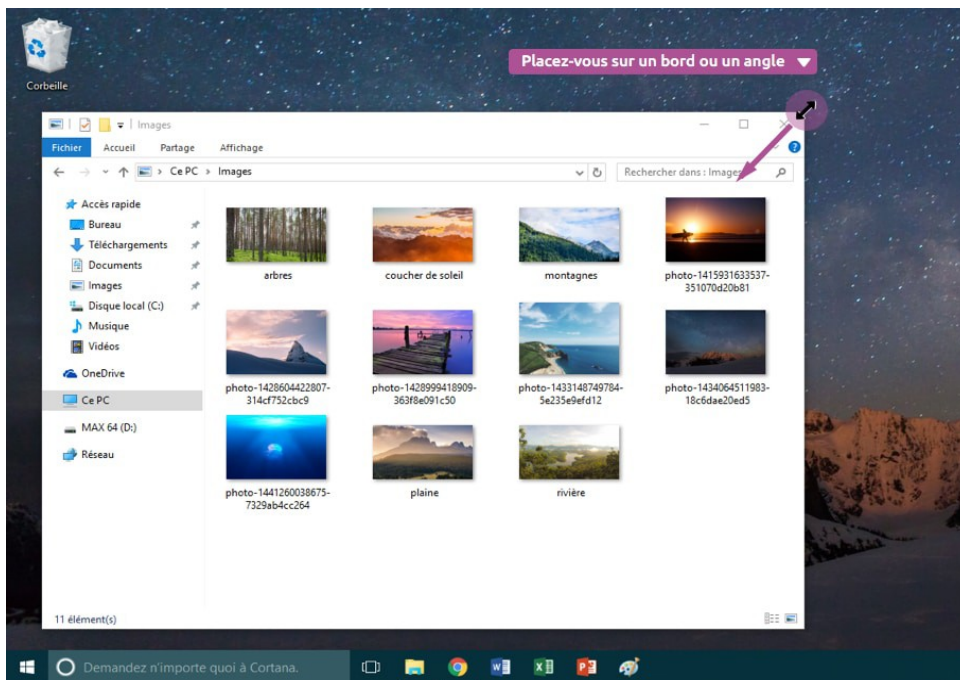 Placez-vous sur un bord ou un angle
Corbeille
Images
Fichier Accueil Partage Affichage
Ce PC Images
Rechercher dans : Images
Accès rapide
Bureau
Téléchargements
Documents
Images
Disque local (C:)
Musique
Vidéos
OneDrive
Ce PC
MAX 64 (D:)
Réseau
arbres
coucher de soleil
montagnes
photo-1415931633537-
351070d20b81
photo-1428604422807-
314cf752cbc9
photo-1428999418909-
363f8e091c50
photo-1433148749784-
5e235e9efd12
photo-1434064511983-
18c6dae20ed5
photo-1441260038675-
7329ab4cc264
plaine
rivière
11 élément(s)
Demandez n'importe quoi à Cortana.